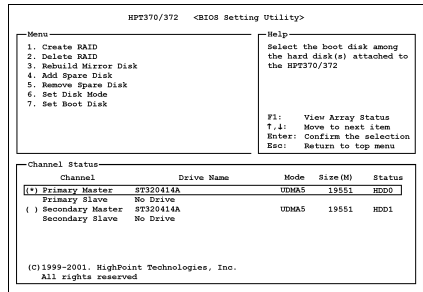 HPT370/372 <BIOS Setting Utility>
Menu
1. Create RAID
2. Delete RAID
3. Rebuild Mirror Disk
4. Add Spare Disk
5. Remove Spare Disk
6. Set Disk Mode
7. Set Boot Disk
Help
Select the boot disk among
the hard disk(s) attached to
the HPT370/372
F1: View Array Status
↑,↓: Move to next item
Enter: Confirm the selection
Esc: Return to top menu
Channel Status
Channel Drive Name Mode Size(M) Status
(*) Primary Master ST320414A UDMA5 19551 HDD0
Primary Slave No Drive
( ) Secondary Master ST320414A UDMA5 19551 HDD1
Secondary Slave No Drive
(C)1999-2001. HighPoint Technologies, Inc.
All rights reserved